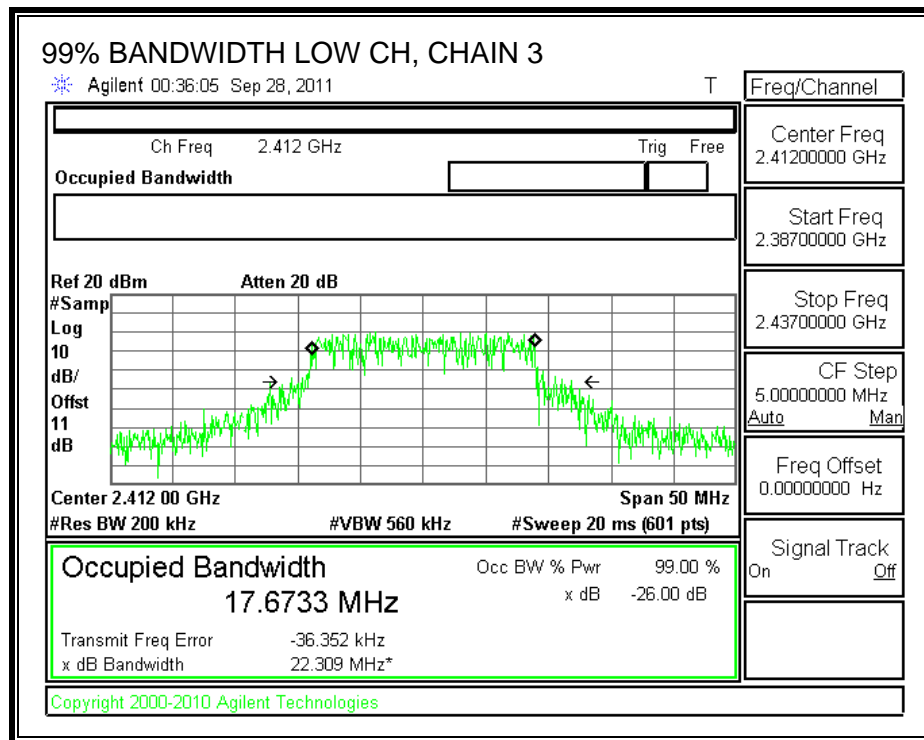 99% BANDWIDTH LOW CH, CHAIN 3
Agilent 00:36:05 Sep 28, 2011 T
Ch Freq 2.412 GHz Trig Free
Occupied Bandwidth
Ref 20 dBm Atten 20 dB
#Samp
Log
10
dB/
Offst
11
dB
Center 2.412 00 GHz Span 50 MHz
#Res BW 200 kHz #VBW 560 kHz #Sweep 20 ms (601 pts)
Occupied Bandwidth
17.6733 MHz
Occ BW % Pwr 99.00 %
x dB -26.00 dB
Transmit Freq Error -36.352 kHz
x dB Bandwidth 22.309 MHz*
Copyright 2000-2010 Agilent Technologies
Freq/Channel
Center Freq
2.41200000 GHz
Start Freq
2.38700000 GHz
Stop Freq
2.43700000 GHz
CF Step
5.00000000 MHz
Auto Man
Freq Offset
0.00000000 Hz
Signal Track
On Off